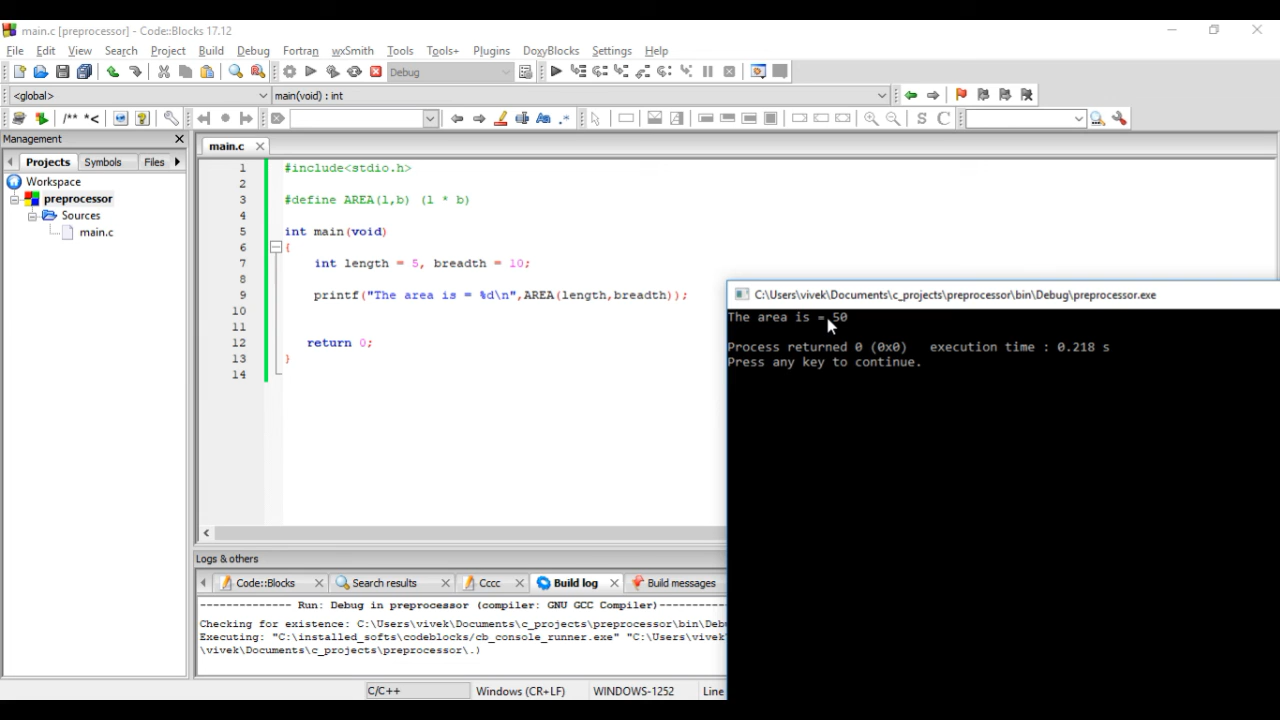 main.c [preprocessor] - Code::Blocks 17.12
File Edit View Search Project Build Debug Fortran wxSmith Tools Tools+ Plugins DoxyBlocks Settings Help
Debug
<global> main(void) : int
/** *< S C
Management
Projects Symbols Files
main.c
Workspace
preprocessor
Sources
main.c
1 #include<stdio.h>
2
3 #define AREA(l,b) (l * b)
4
5 int main(void)
6 {
7 int length = 5, breadth = 10;
8
9 printf("The area is = %d\n",AREA(length,breadth));
10
11
12 return 0;
13 }
14
C:\Users\vivek\Documents\c_projects\preprocessor\bin\Debug\preprocessor.exe
The area is = 50
Process returned 0 (0x0) execution time : 0.218 s
Press any key to continue.
Logs & others
Code::Blocks Search results Cccc Build log Build messages
-------------- Run: Debug in preprocessor (compiler: GNU GCC Compiler)---------
Checking for existence: C:\Users\vivek\Documents\c_projects\preprocessor\bin\Debu
Executing: "C:\installed_softs\codeblocks/cb_console_runner.exe" "C:\Users\vivek\
\vivek\Documents\c_projects\preprocessor\.)
C/C++ Windows (CR+LF) WINDOWS-1252 Line